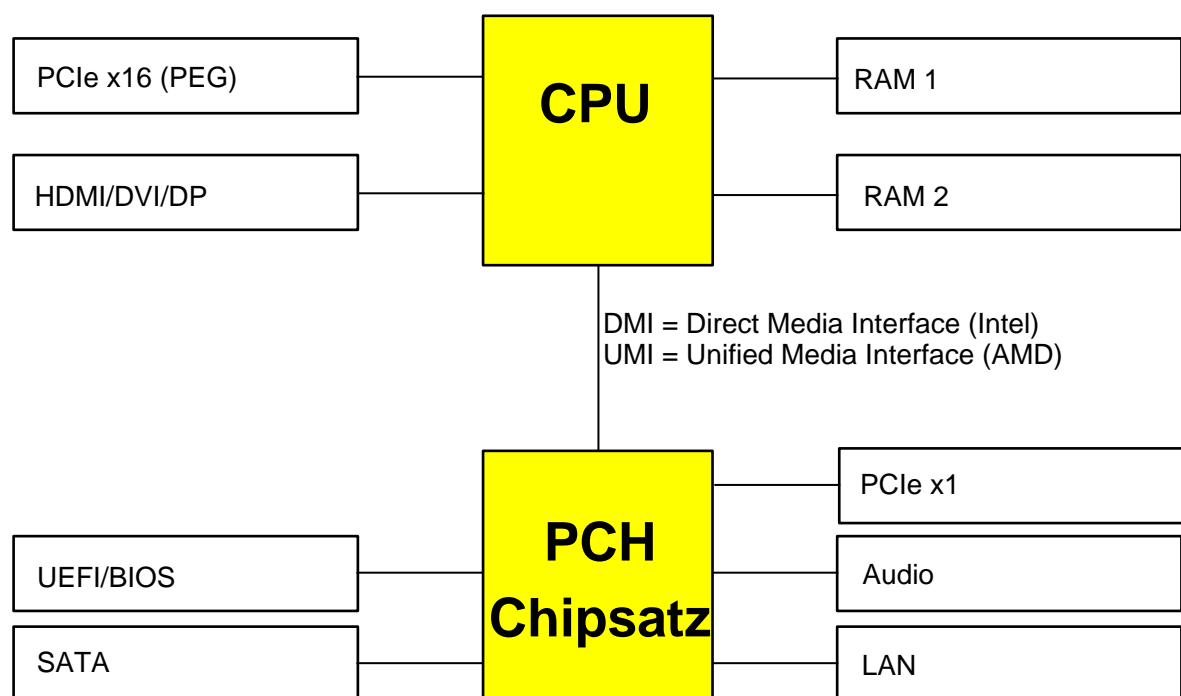 PCIe x16 (PEG)
CPU
RAM 1
HDMI/DVI/DP
RAM 2
DMI = Direct Media Interface (Intel)
UMI = Unified Media Interface (AMD)
PCIe x1
PCH
Chipsatz
UEFI/BIOS
Audio
SATA
LAN